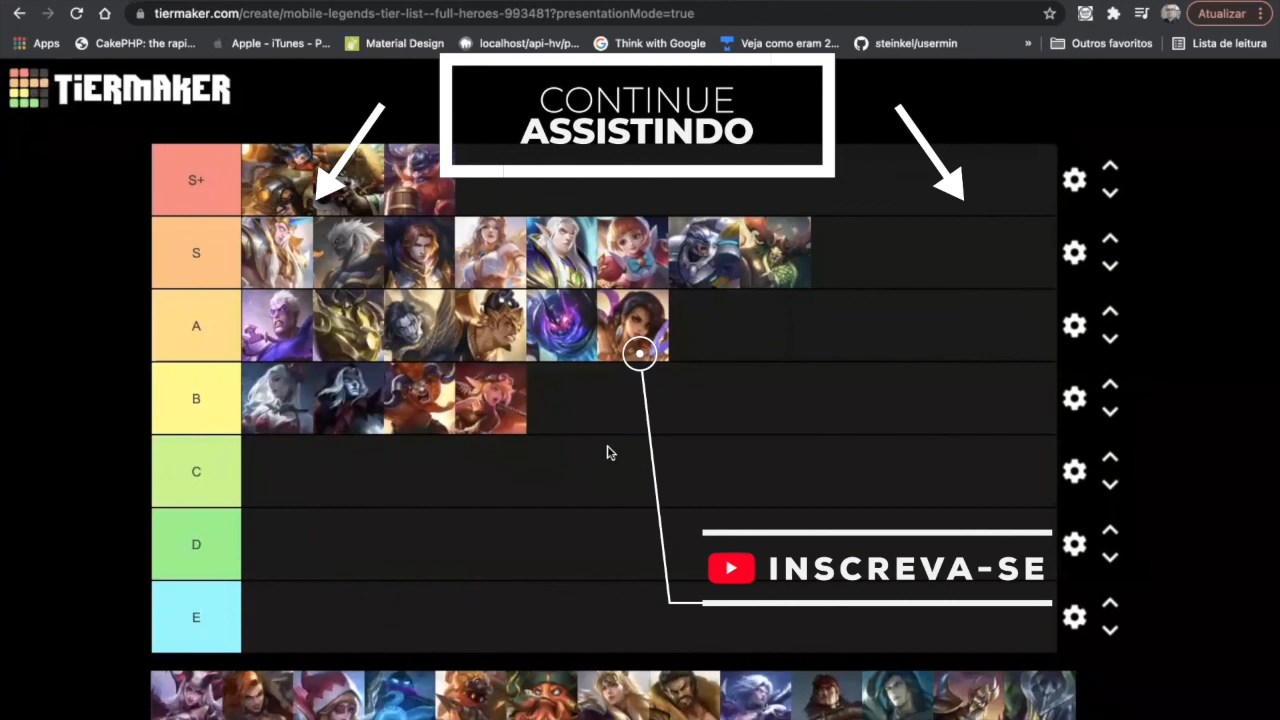 tiermaker.com/create/mobile-legends-tier-list--full-heroes-993481?presentationMode=true
Atualizar
Apps
CakePHP: the rapi...
Apple - iTunes - P...
Material Design
localhost/api-hv/p...
Think with Google
Veja como eram 2...
steinkel/usermin
»
Outros favoritos
Lista de leitura
TIERMAKER
CONTINUE
ASSISTINDO
S+
S
A
B
C
D
E
INSCREVA-SE